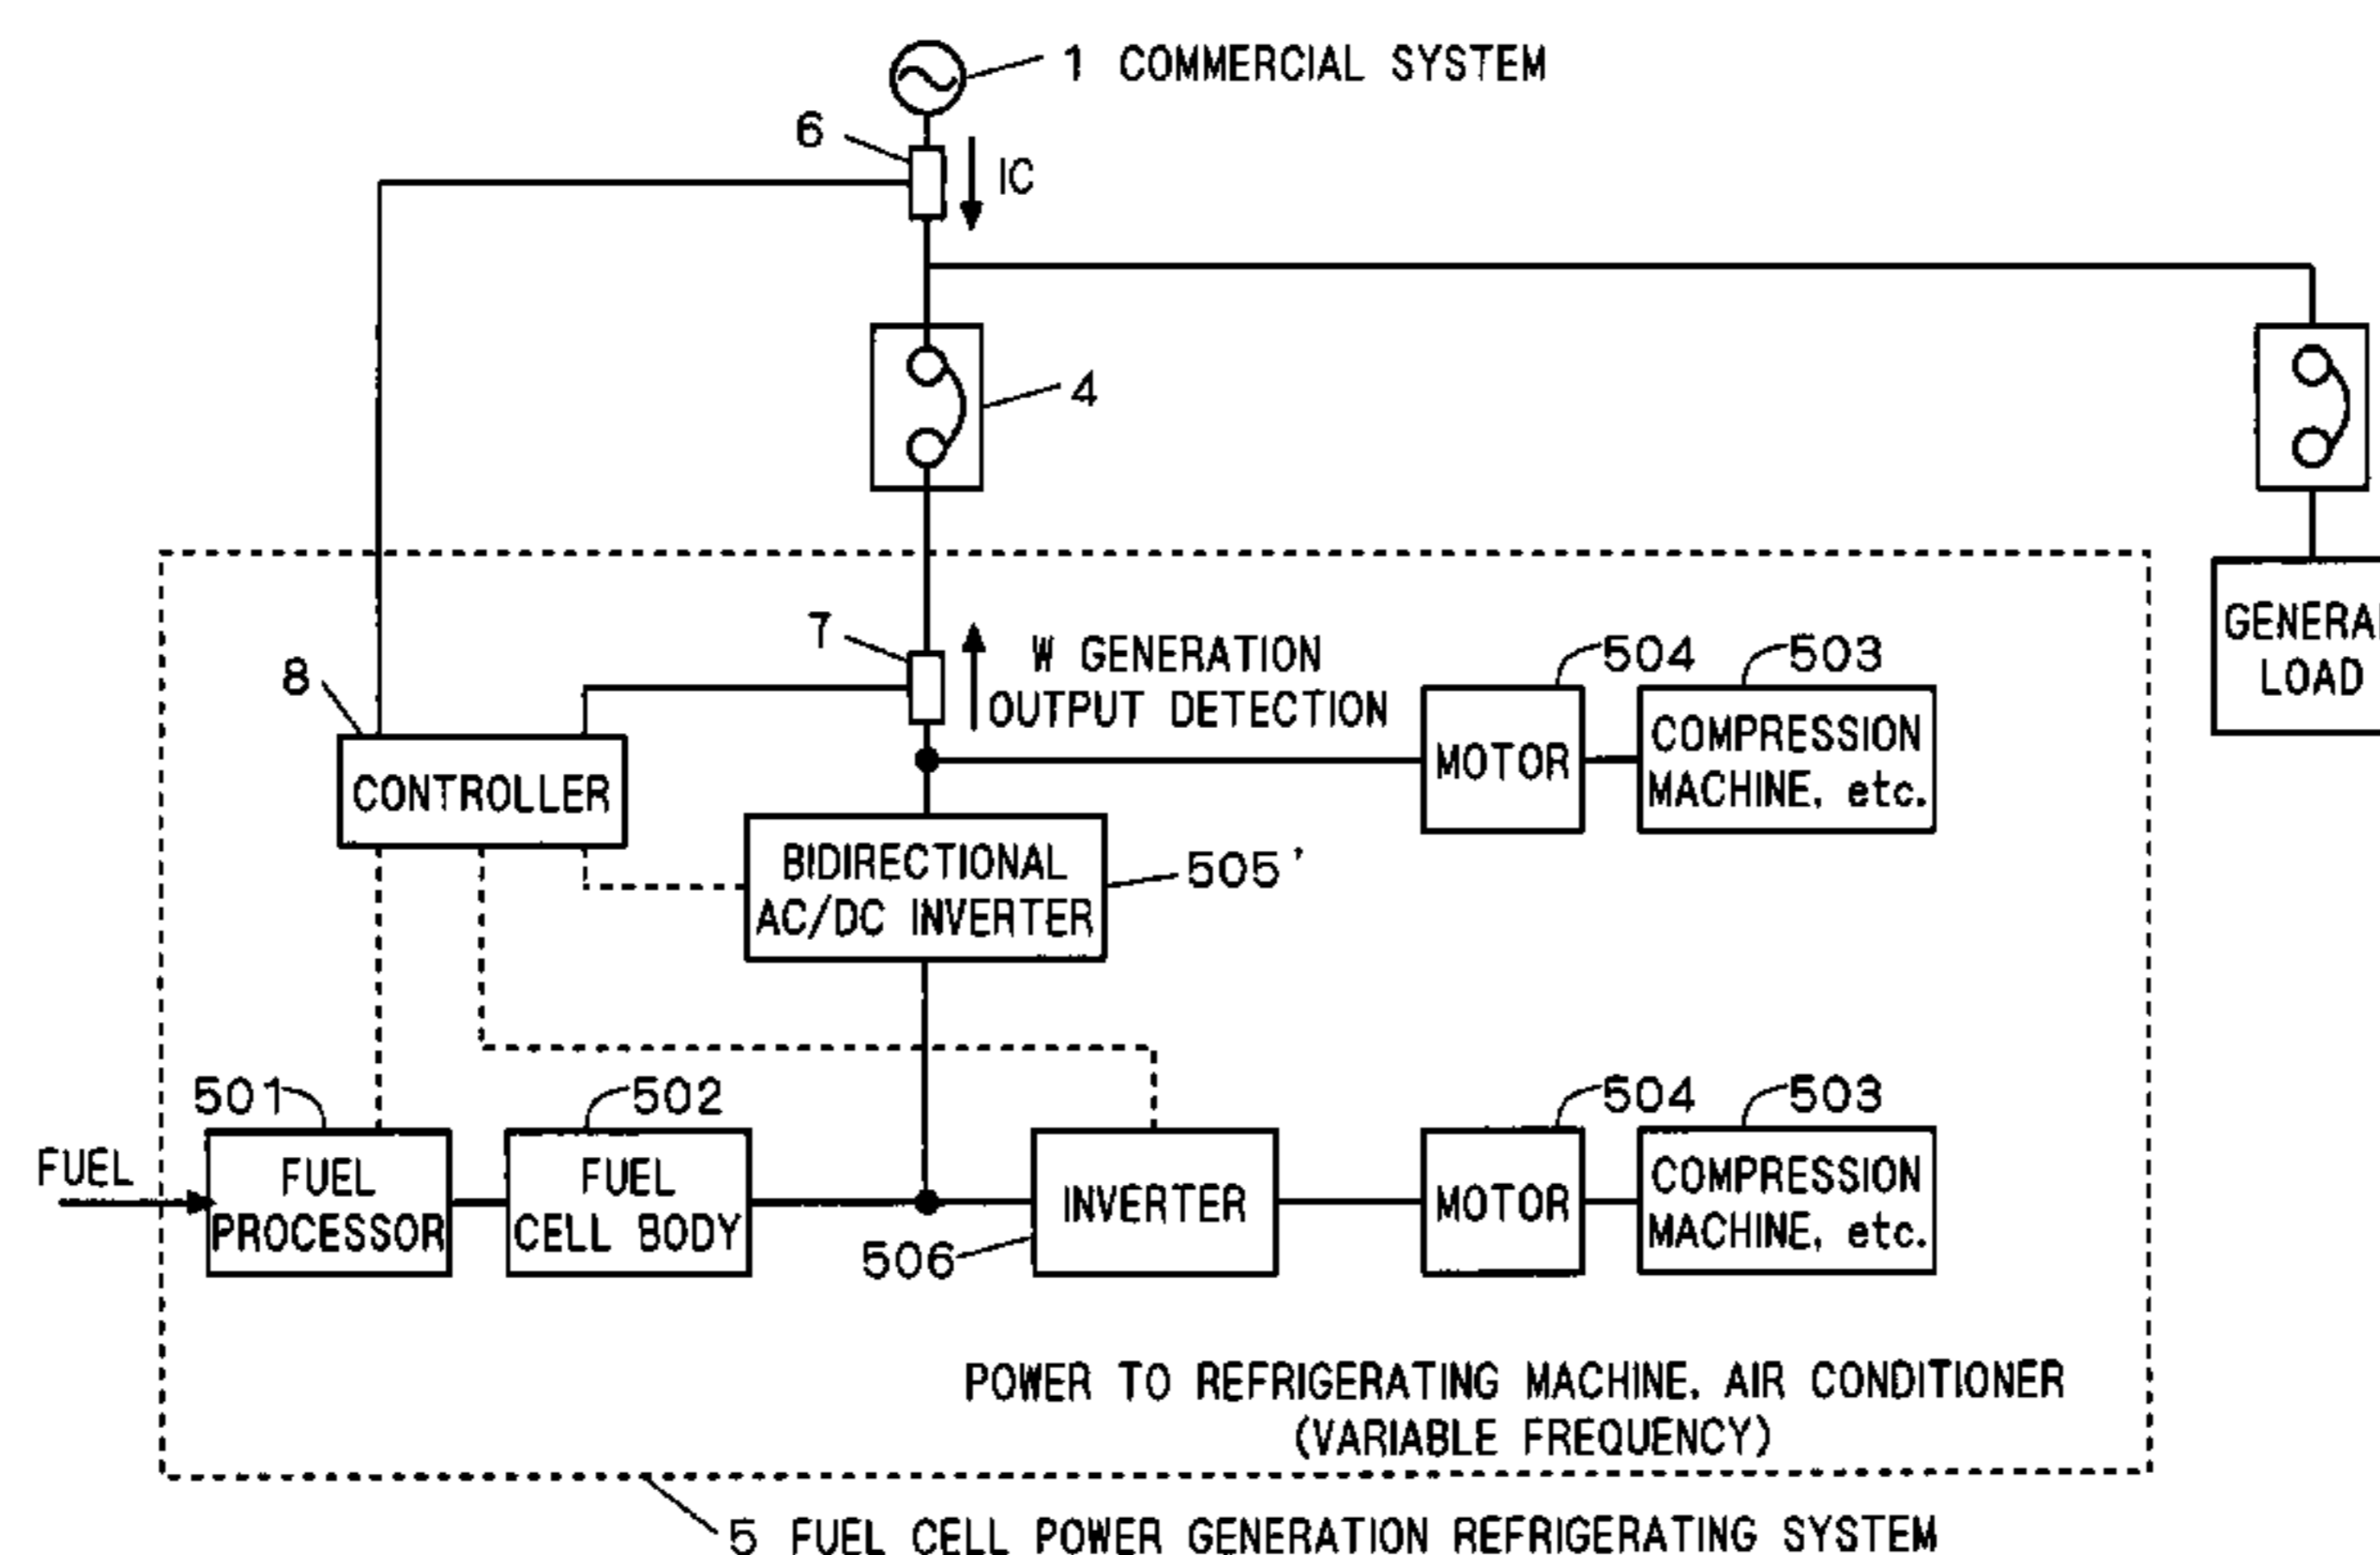 1 COMMERCIAL SYSTEM
6
IC
4
7
W GENERATION
OUTPUT DETECTION
504
503
GENERA
LOAD
8
CONTROLLER
MOTOR
COMPRESSION
MACHINE, etc.
BIDIRECTIONAL
AC/DC INVERTER
505'
501
502
504
503
FUEL
FUEL
PROCESSOR
FUEL
CELL BODY
506
INVERTER
MOTOR
COMPRESSION
MACHINE, etc.
POWER TO REFRIGERATING MACHINE, AIR CONDITIONER
(VARIABLE FREQUENCY)
5 FUEL CELL POWER GENERATION REFRIGERATING SYSTEM